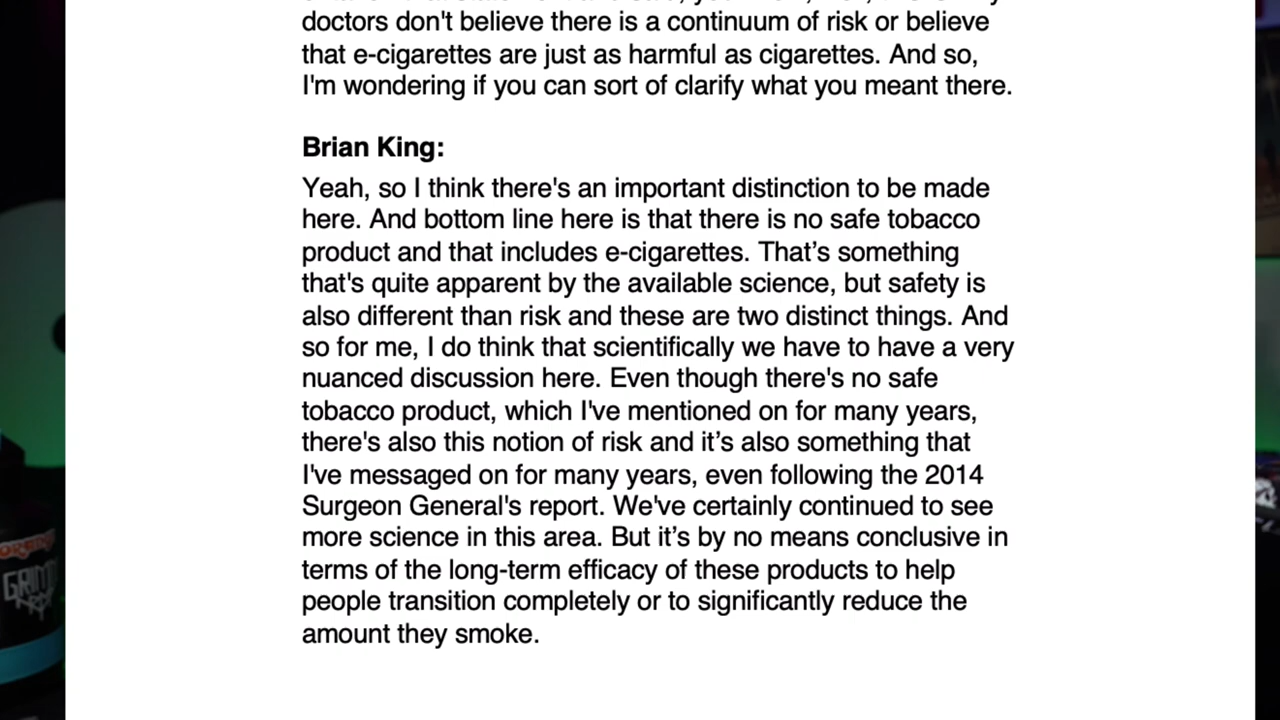 doctors don't believe there is a continuum of risk or believe
that e-cigarettes are just as harmful as cigarettes. And so,
I'm wondering if you can sort of clarify what you meant there.
Brian King:
Yeah, so I think there's an important distinction to be made
here. And bottom line here is that there is no safe tobacco
product and that includes e-cigarettes. That’s something
that's quite apparent by the available science, but safety is
also different than risk and these are two distinct things. And
so for me, I do think that scientifically we have to have a very
nuanced discussion here. Even though there's no safe
tobacco product, which I've mentioned on for many years,
there's also this notion of risk and it’s also something that
I've messaged on for many years, even following the 2014
Surgeon General's report. We've certainly continued to see
more science in this area. But it’s by no means conclusive in
terms of the long-term efficacy of these products to help
people transition completely or to significantly reduce the
amount they smoke.